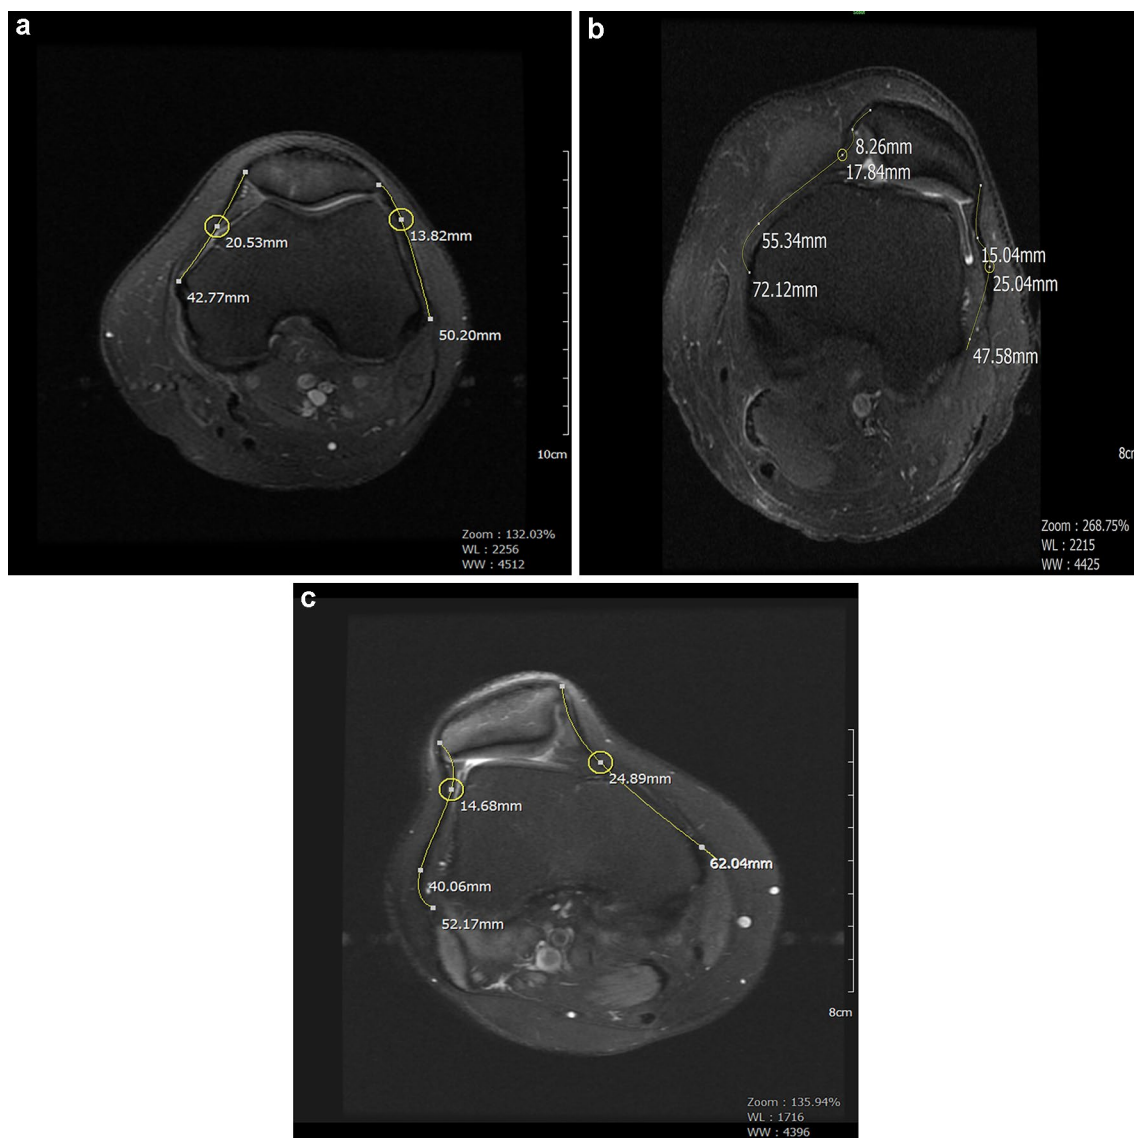 a
20.53mm
13.82mm
42.77mm
50.20mm
10cm
Zoom : 132.03%
WL : 2256
WW : 4512
b
8.26mm
17.84mm
55.34mm
15.04mm
25.04mm
72.12mm
47.58mm
8cm
Zoom : 268.75%
WL : 2215
WW : 4425
c
24.89mm
14.68mm
62.04mm
40.06mm
52.17mm
8cm
Zoom : 135.94%
WL : 1716
WW : 4396